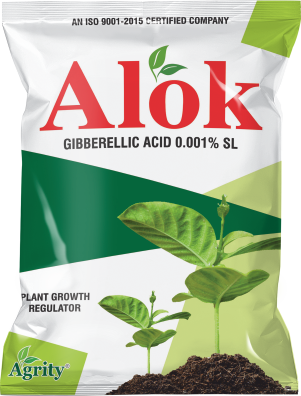 AN ISO 9001-2015 CERTIFIED COMPANY
Alok
GIBBERELLIC ACID 0.001% SL
PLANT GROWTH
REGULATOR
Agrity®